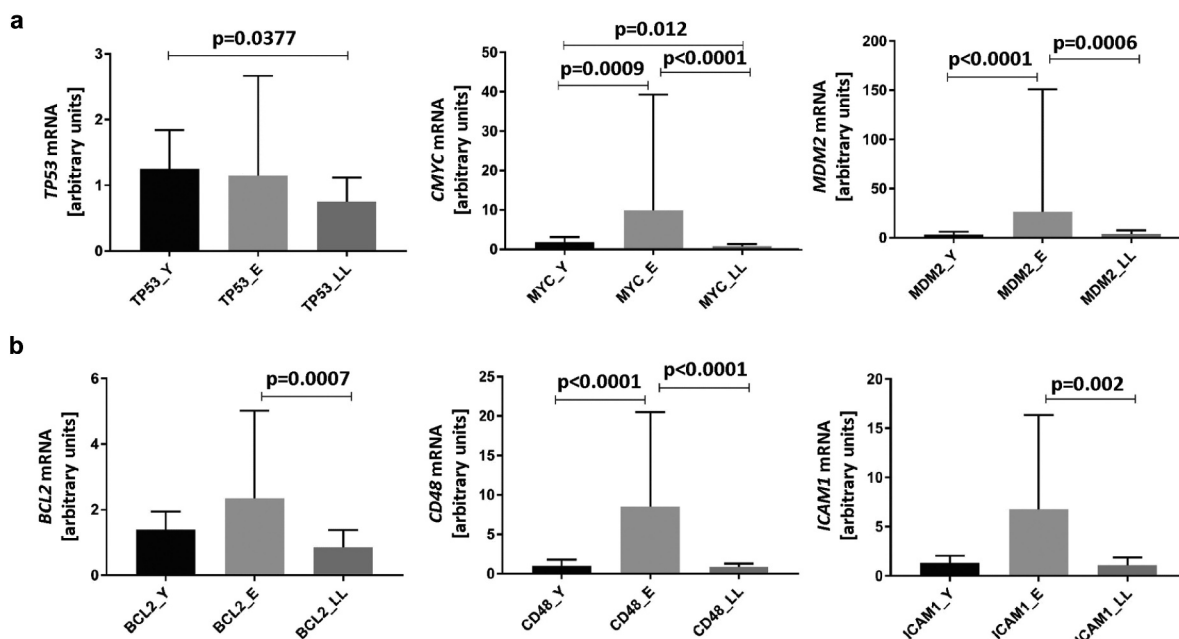 a
p=0.0377
3
2
1
0
TP53 mRNA
[arbitrary units]
TP53_Y
TP53_E
TP53_LL
p=0.012
p=0.0009
p<0.0001
50
40
30
20
10
0
CMYC mRNA
[arbitrary units]
MYC_Y
MYC_E
MYC_LL
p<0.0001
p=0.0006
200
150
100
50
0
MDM2 mRNA
[arbitrary units]
MDM2_Y
MDM2_E
MDM2_LL
b
p=0.0007
6
4
2
0
BCL2 mRNA
[arbitrary units]
BCL2_Y
BCL2_E
BCL2_LL
p<0.0001
p<0.0001
25
20
15
10
5
0
CD48 mRNA
[arbitrary units]
CD48_Y
CD48_E
CD48_LL
p=0.002
20
15
10
5
0
ICAM1 mRNA
[arbitrary units]
ICAM1_Y
ICAM1_E
ICAM1_LL